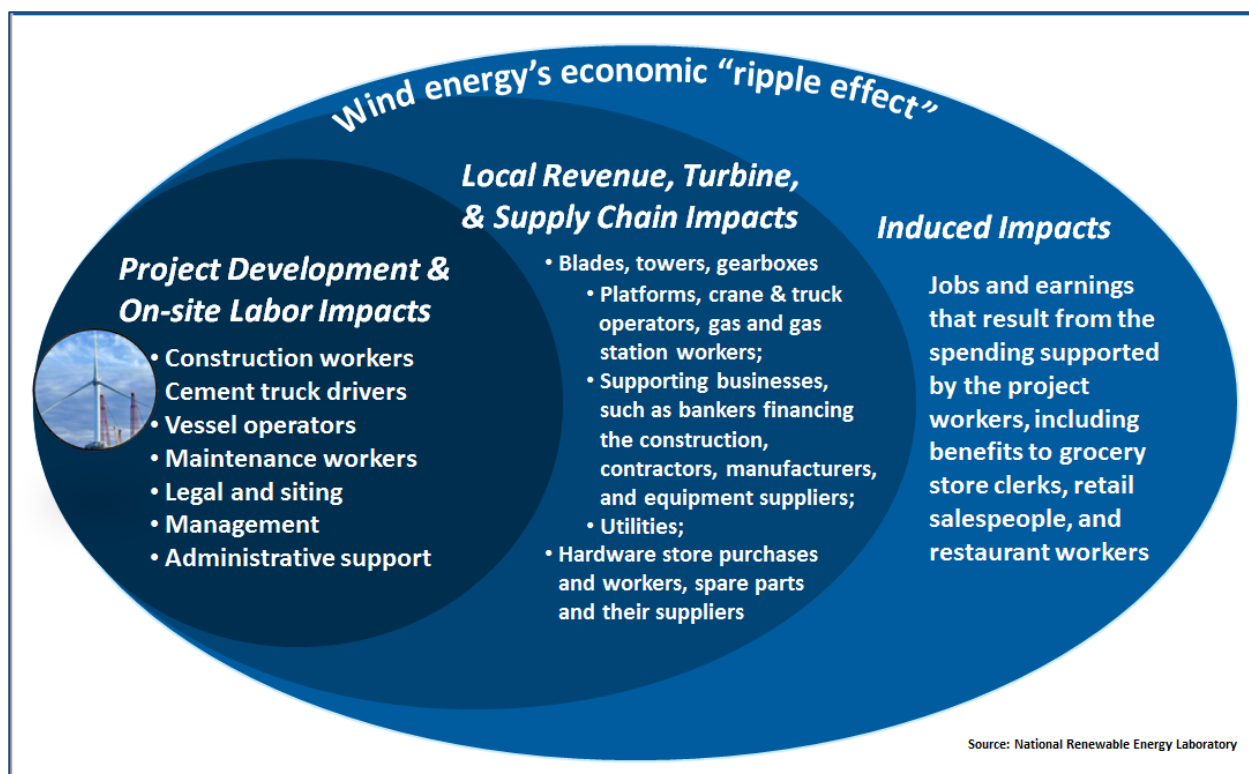 Wind energy's economic “ripple effect”
Project Development &
On-site Labor Impacts
• Construction workers
Cement truck drivers
• Vessel operators
• Maintenance workers
• Legal and siting
• Management
• Administrative support
Local Revenue, Turbine,
& Supply Chain Impacts
• Blades, towers, gearboxes
• Platforms, crane & truck
operators, gas and gas
station workers;
• Supporting businesses,
such as bankers financing
the construction,
contractors, manufacturers,
and equipment suppliers;
• Utilities;
• Hardware store purchases
and workers, spare parts
and their suppliers
Induced Impacts
Jobs and earnings
that result from the
spending supported
by the project
workers, including
benefits to grocery
store clerks, retail
salespeople, and
restaurant workers
Source: National Renewable Energy Laboratory